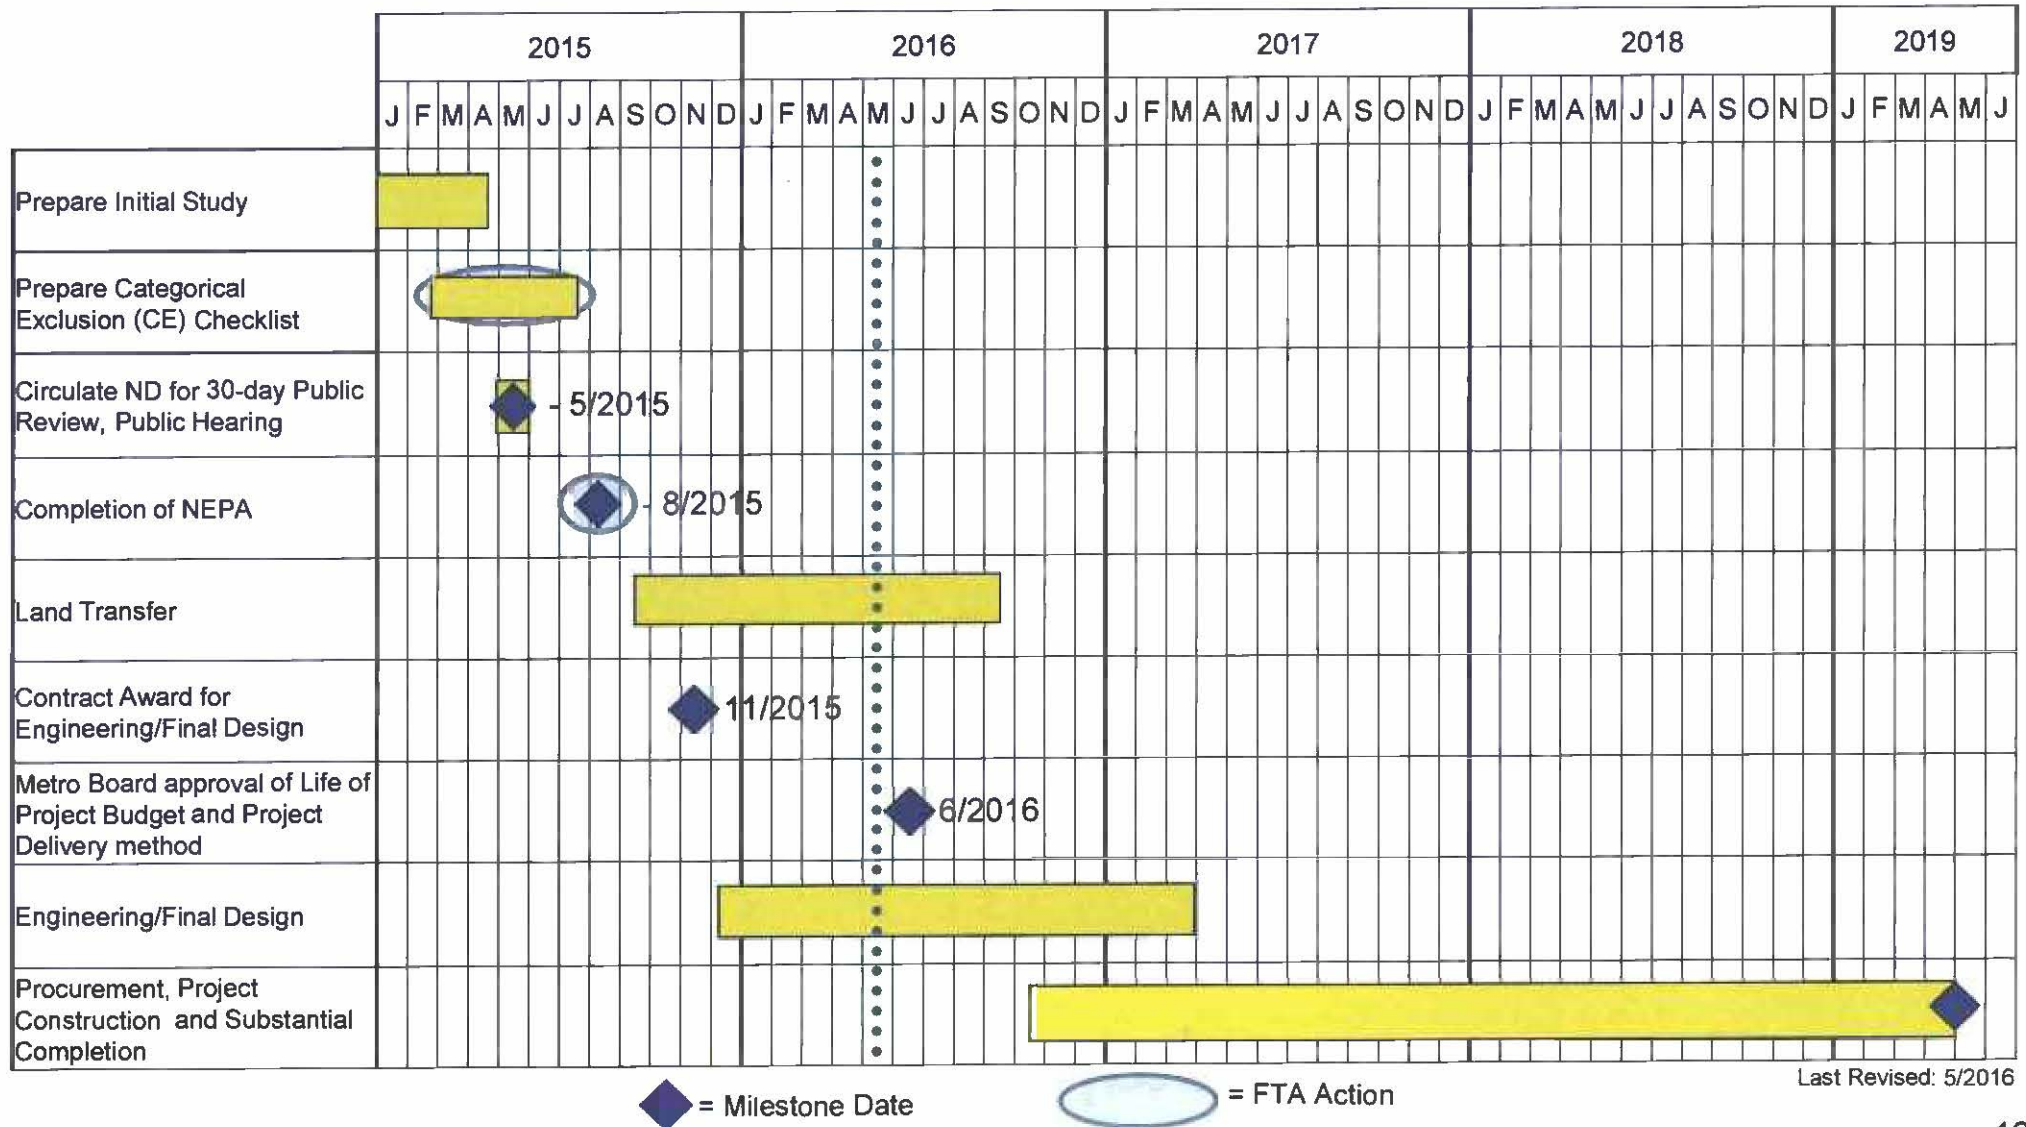 2015 2016 2017 2018 2019
J F M A M J J A S O N D J F M A M J J A S O N D J F M A M J J A S O N D J F M A M J J A S O N D J F M A M J
Prepare Initial Study
Prepare Categorical
Exclusion (CE) Checklist
Circulate ND for 30-day Public
Review, Public Hearing
- 5/2015
Completion of NEPA
- 8/2015
Land Transfer
Contract Award for
Engineering/Final Design
11/2015
Metro Board approval of Life of
Project Budget and Project
Delivery method
6/2016
Engineering/Final Design
Procurement, Project
Construction and Substantial
Completion
Last Revised: 5/2016
= Milestone Date
= FTA Action